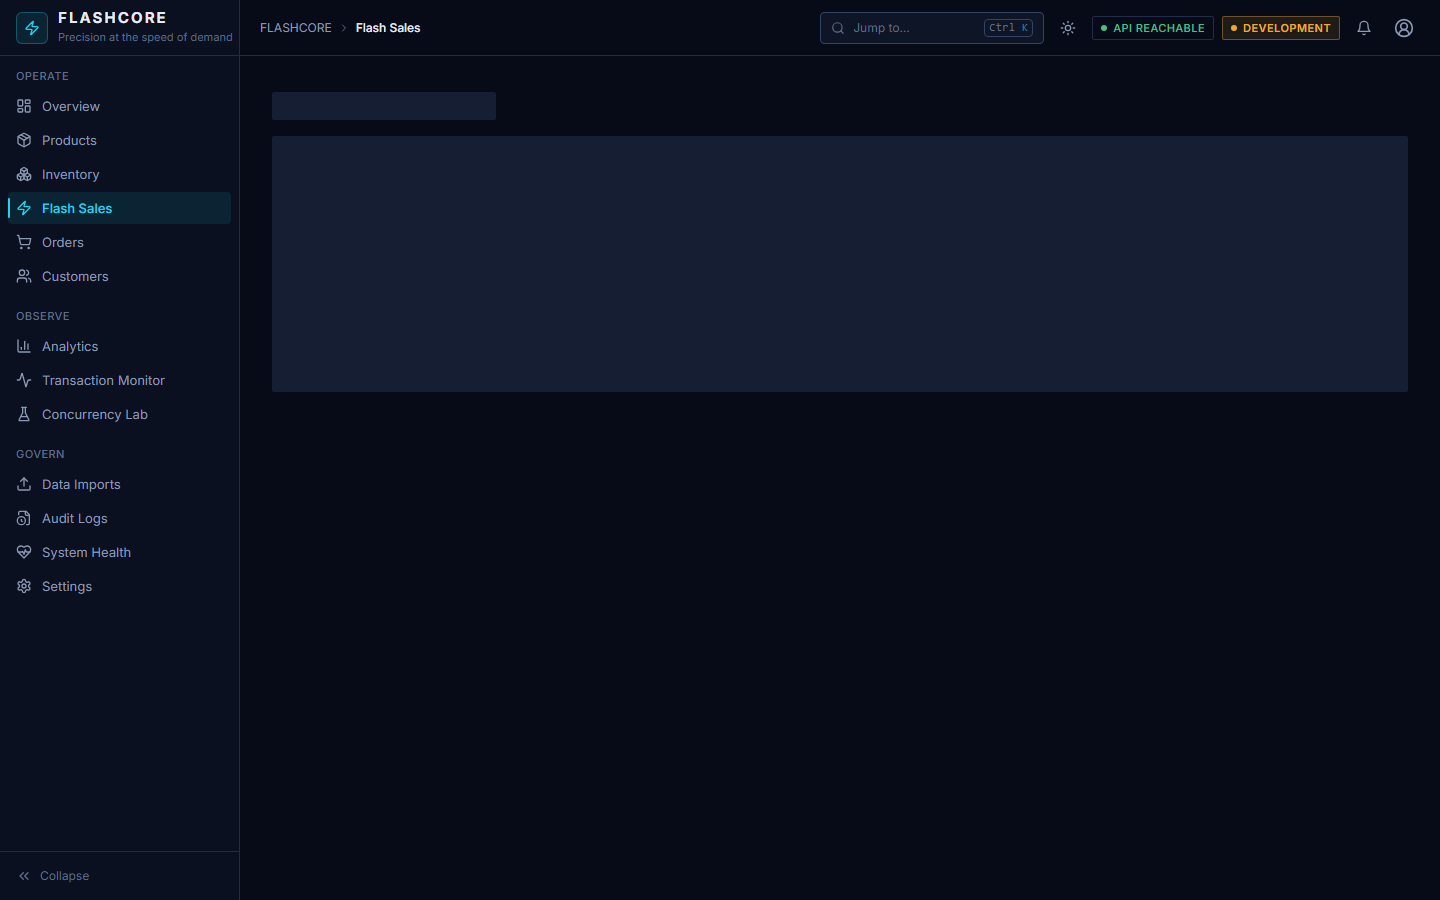 FLASHCORE
Precision at the speed of demand
FLASHCORE > Flash Sales
Jump to...
Ctrl K
API REACHABLE
DEVELOPMENT
OPERATE
Overview
Products
Inventory
Flash Sales
Orders
Customers
OBSERVE
Analytics
Transaction Monitor
Concurrency Lab
GOVERN
Data Imports
Audit Logs
System Health
Settings
Collapse